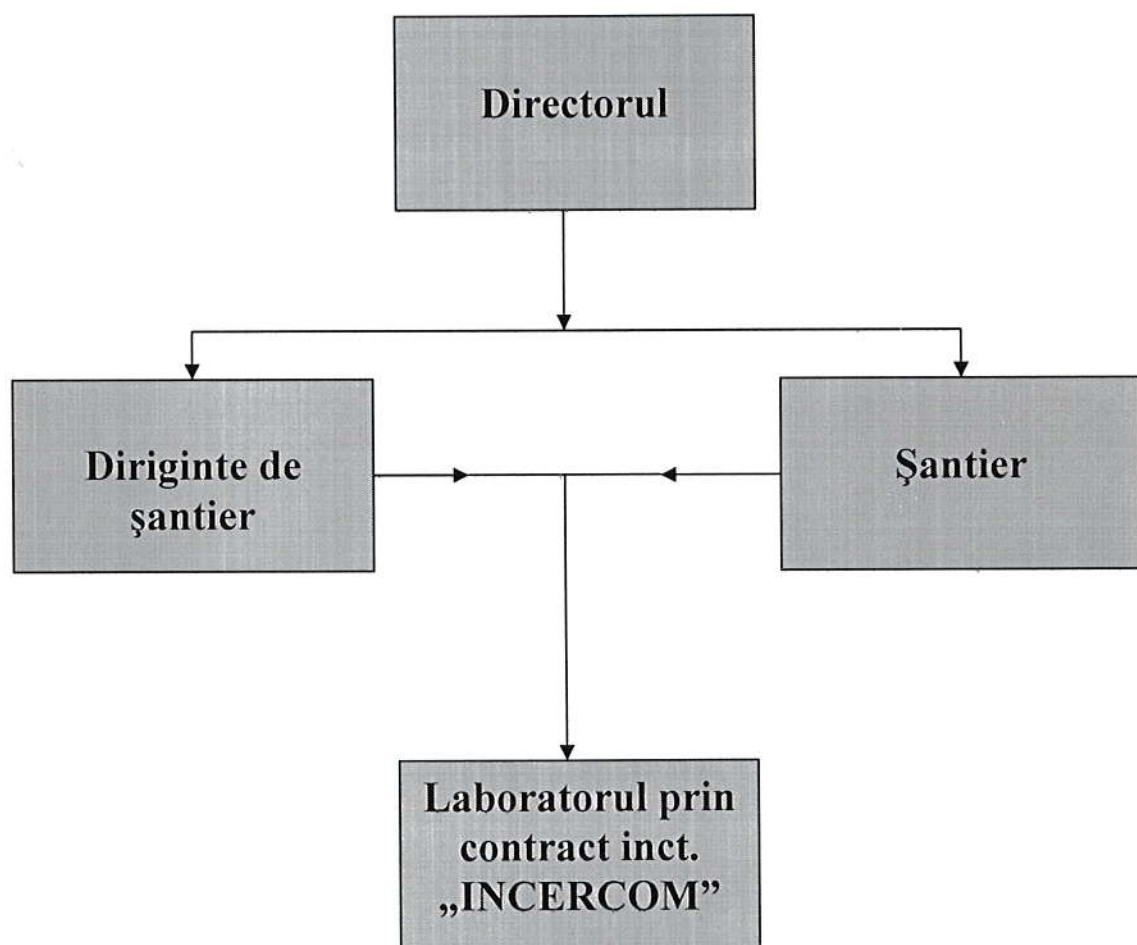 Directorul
Diriginte de
şantier
Şantier
Laboratorul prin
contract inct.
„INCERCOM”